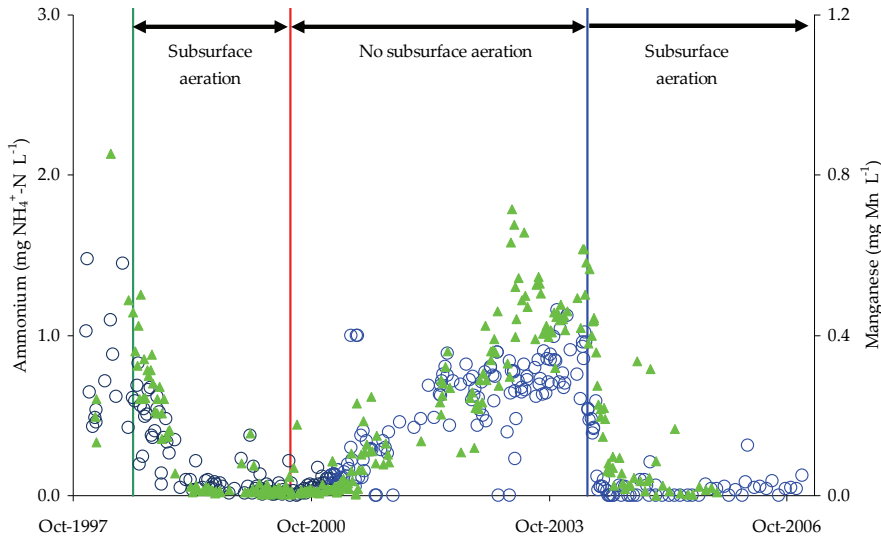 3.0
1.2
Subsurface
aeration
No subsurface aeration
Subsurface
aeration
2.0
0.8
1.0
0.4
0.0
0.0
Ammonium (mg NH₄⁺-N L⁻¹)
Manganese (mg Mn L⁻¹)
Oct-1997
Oct-2000
Oct-2003
Oct-2006